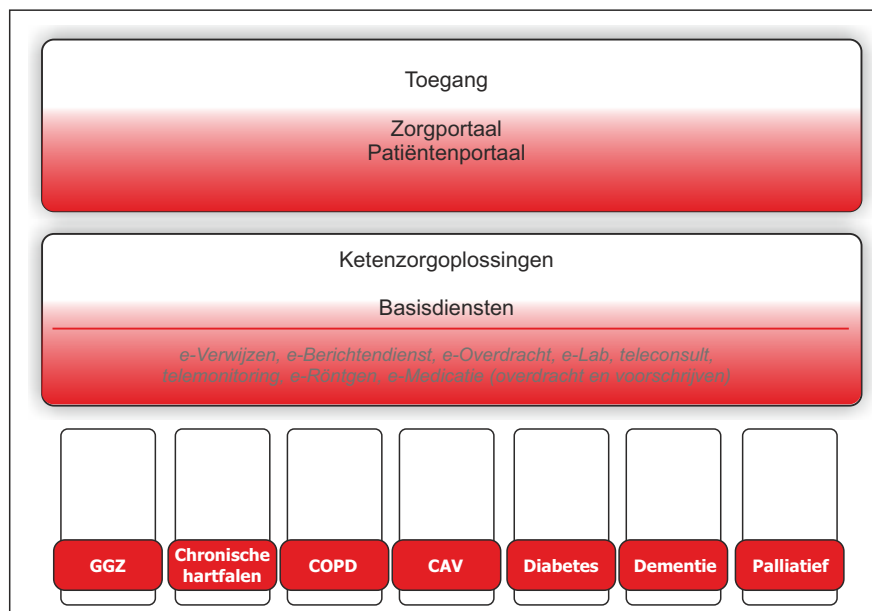 Toegang
Zorgportaal
Patiëntenportaal
Ketenzorgoplossingen
Basisdiensten
e-Verwijzen, e-Berichtendienst, e-Overdracht, e-Lab, teleconsult,
telemonitoring, e-Röntgen, e-Medicatie (overdracht en voorschrijven)
GGZ
Chronische
hartfalen
COPD
CAV
Diabetes
Dementie
Palliatief